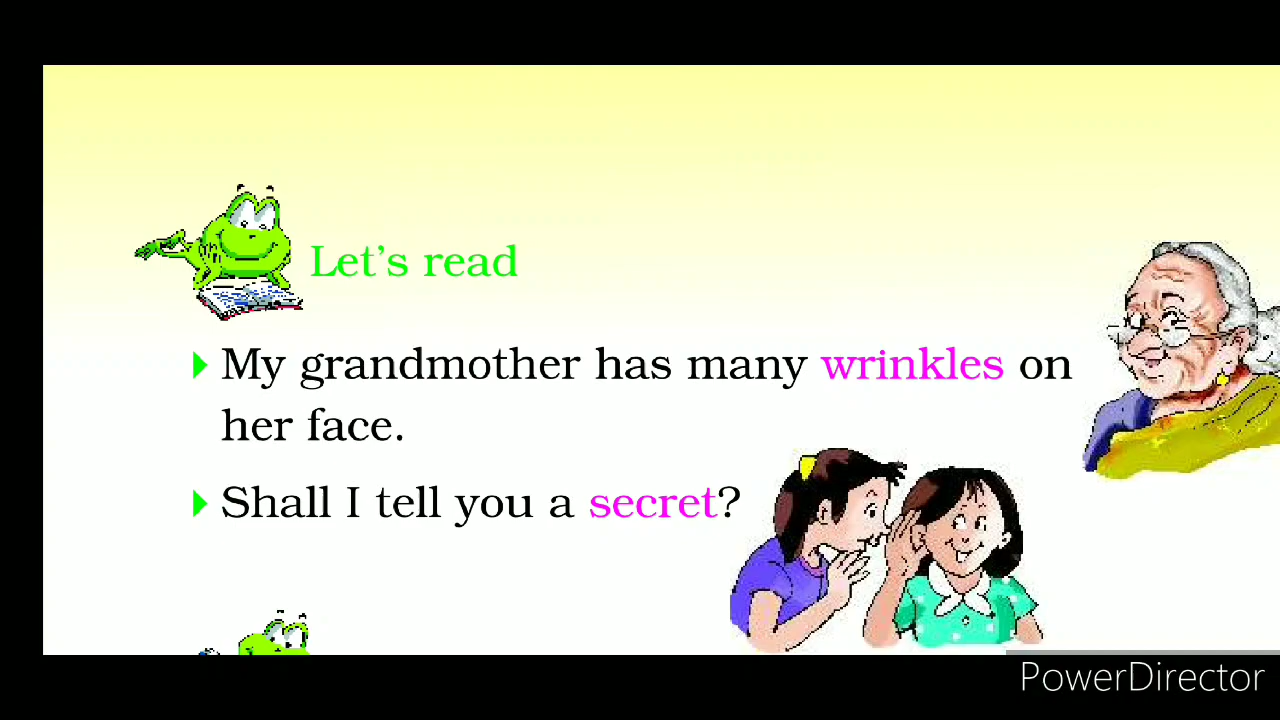 Let's read
My grandmother has many wrinkles on
her face.
Shall I tell you a secret?
PowerDirector